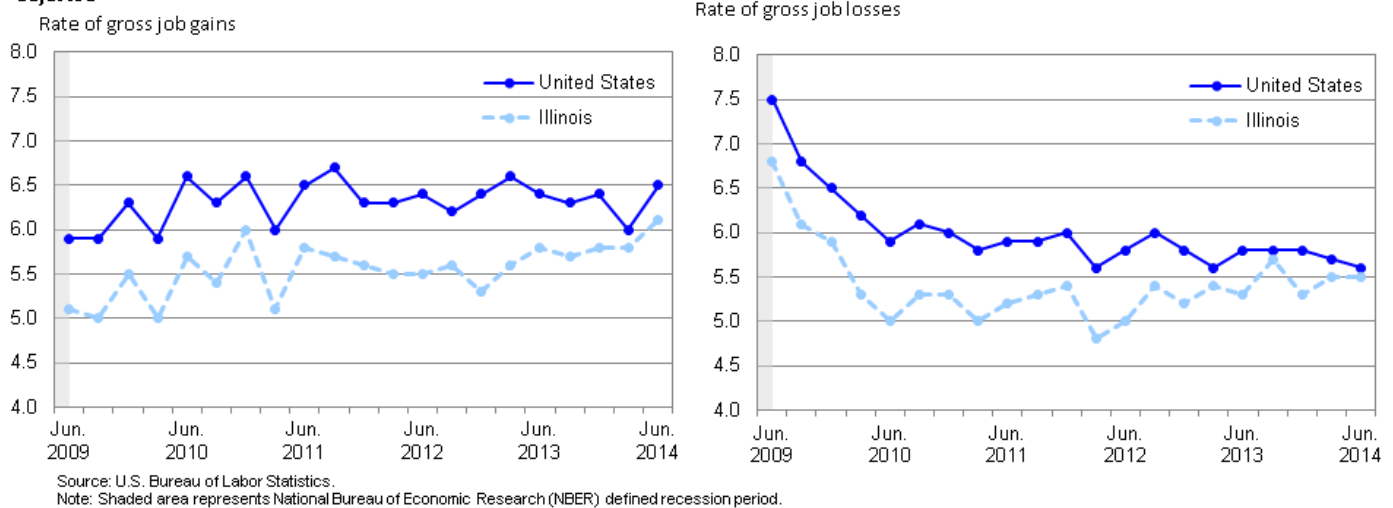 Rate of gross job gains
8.0
7.5
7.0
6.5
6.0
5.5
5.0
4.5
4.0
United States
Illinois
Jun. Jun. Jun. Jun. Jun. Jun.
2009 2010 2011 2012 2013 2014
Rate of gross job losses
8.0
7.5
7.0
6.5
6.0
5.5
5.0
4.5
4.0
United States
Illinois
Jun. Jun. Jun. Jun. Jun. Jun.
2009 2010 2011 2012 2013 2014
Source: U.S. Bureau of Labor Statistics.
Note: Shaded area represents National Bureau of Economic Research (NBER) defined recession period.